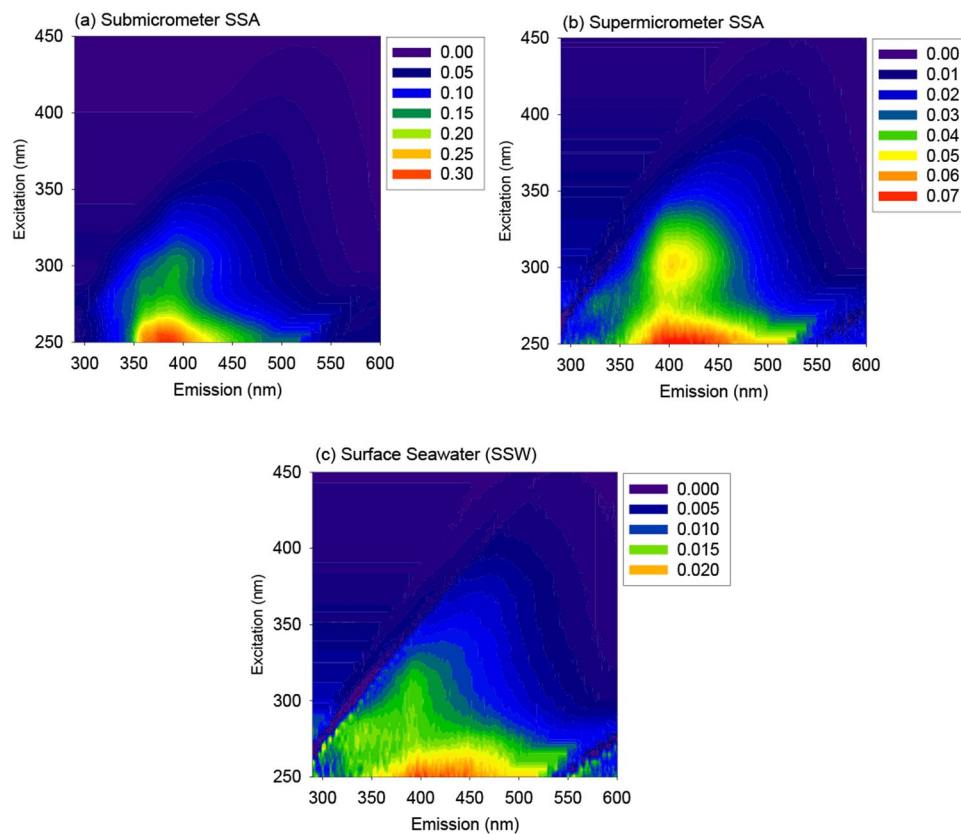 (a) Submicrometer SSA
450
400
350
300
250
Excitation (nm)
290 350 400 450 500 550 600
Emission (nm)
0.00
0.05
0.10
0.15
0.20
0.25
0.30
(b) Supermicrometer SSA
450
400
350
300
250
Excitation (nm)
300 350 400 450 500 550 600
Emission (nm)
0.00
0.01
0.02
0.03
0.04
0.05
0.06
0.07
(c) Surface Seawater (SSW)
450
400
350
300
250
Excitation (nm)
300 350 400 450 500 550 600
Emission (nm)
0.000
0.005
0.010
0.015
0.020